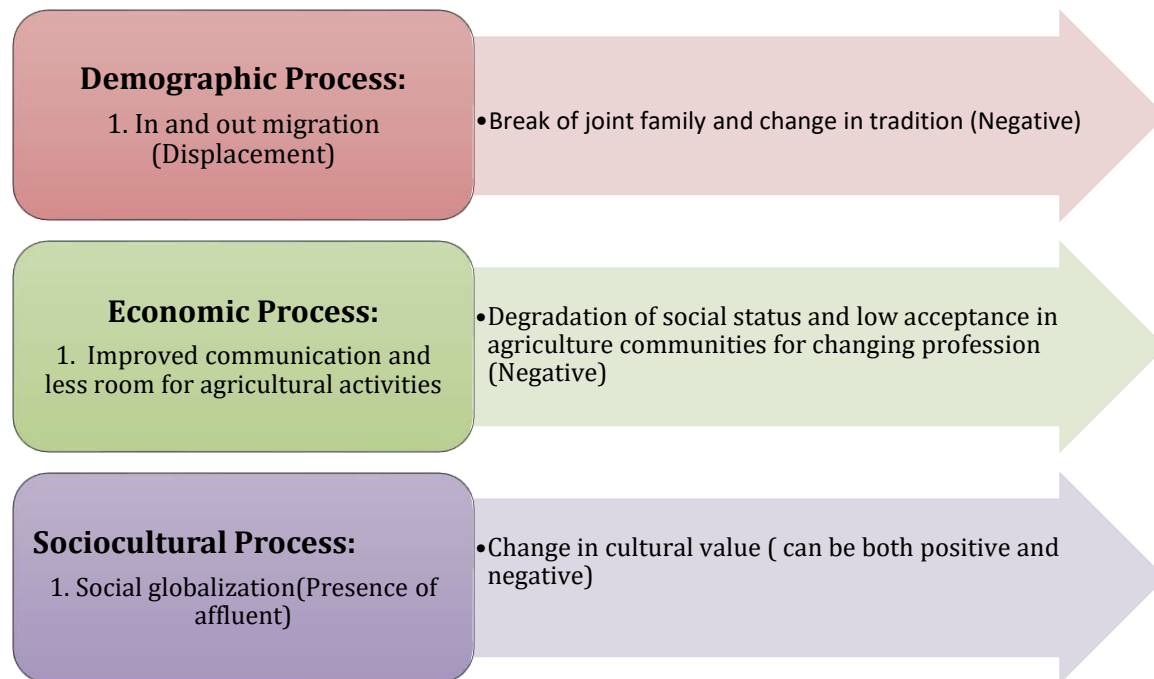 Demographic Process:
1. In and out migration
(Displacement)
•Break of joint family and change in tradition (Negative)
Economic Process:
1. Improved communication and
less room for agricultural activities
•Degradation of social status and low acceptance in
agriculture communities for changing profession
(Negative)
Sociocultural Process:
1. Social globalization(Presence of
affluent)
•Change in cultural value ( can be both positive and
negative)